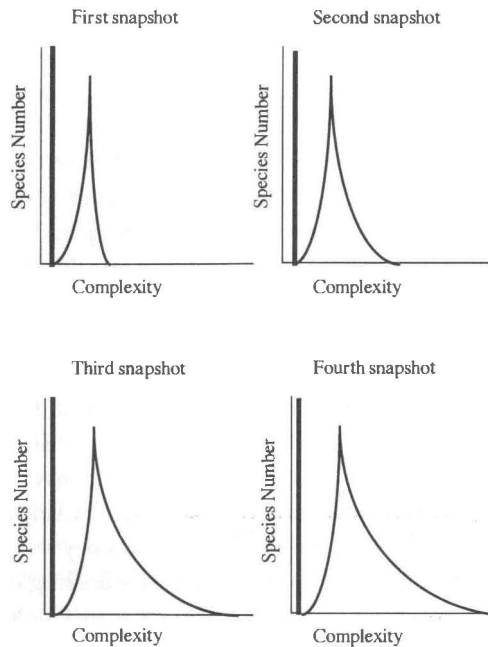 First snapshot
Species Number
Complexity
Second snapshot
Species Number
Complexity
Third snapshot
Species Number
Complexity
Fourth snapshot
Species Number
Complexity